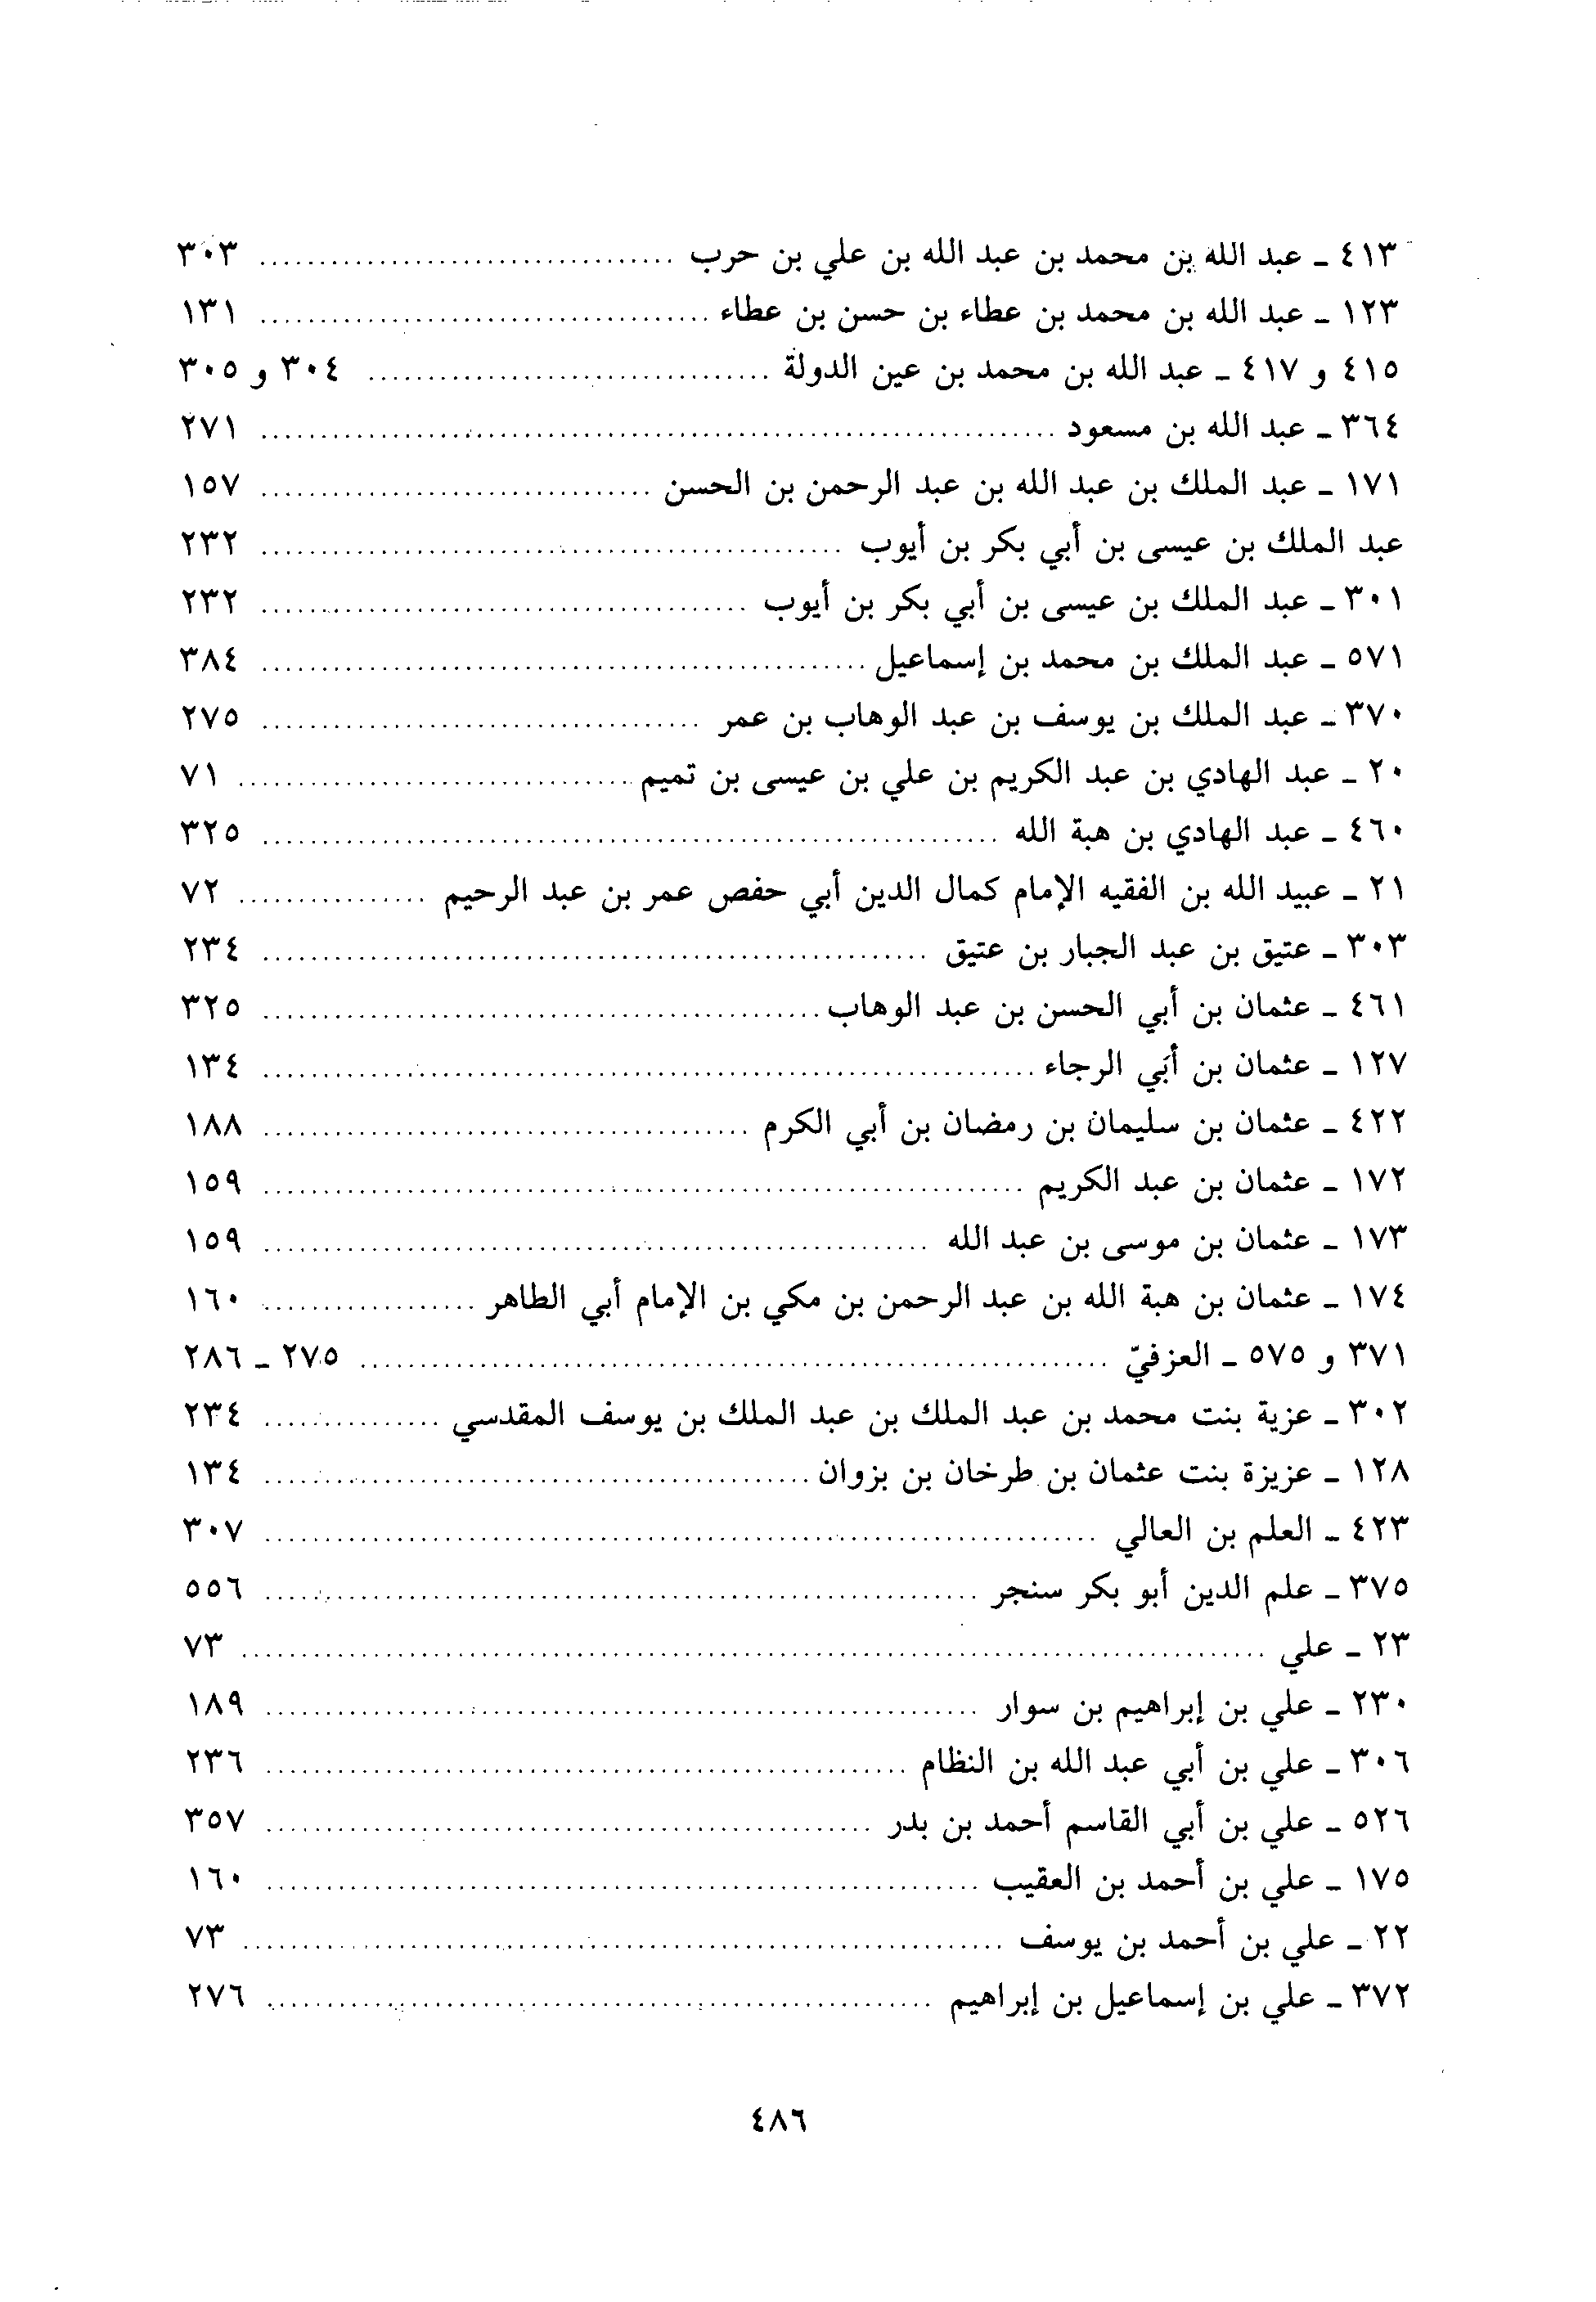 ٤١٣ ـ عبد الله بن محمد بن عبد الله بن علي بن حرب ................ ٣٠٣
١٢٣ ـ عبد الله بن محمد بن عطاء بن حسن بن عطاء ................ ١٣١
٤١٥ و ٤١٧ ـ عبد الله بن محمد بن عين الدولة ................ ٣٠٤ و ٣٠٥
٣٦٤ ـ عبد الله بن مسعود ................ ٢٧١
١٧١ ـ عبد الملك بن عبد الله بن عبد الرحمن بن الحسن ................ ١٥٧
عبد الملك بن عيسى بن أبي بكر بن أيوب ................ ٢٣٢
٣٠١ ـ عبد الملك بن عيسى بن أبي بكر بن أيوب ................ ٢٣٢
٥٧١ ـ عبد الملك بن محمد بن إسماعيل ................ ٣٨٤
٣٧٠ ـ عبد الملك بن يوسف بن عبد الوهاب بن عمر ................ ٢٧٥
٢٠ ـ عبد الهادي بن عبد الكريم بن علي بن عيسى بن تميم ................ ٧١
٤٦٠ ـ عبد الهادي بن هبة الله ................ ٣٢٥
٢١ ـ عبيد الله بن الفقيه الإمام كمال الدين أبي حفص عمر بن عبد الرحيم ................ ٧٢
٣٠٣ ـ عتيق بن عبد الجبار بن عتيق ................ ٢٣٤
٤٦١ ـ عثمان بن أبي الحسن بن عبد الوهاب ................ ٣٢٥
١٢٧ ـ عثمان بن أبي الرجاء ................ ١٣٤
٤٢٢ ـ عثمان بن سليمان بن رمضان بن أبي الكرم ................ ١٨٨
١٧٢ ـ عثمان بن عبد الكريم ................ ١٥٩
١٧٣ ـ عثمان بن موسى بن عبد الله ................ ١٥٩
١٧٤ ـ عثمان بن هبة الله بن عبد الرحمن بن مكي بن الإمام أبي الطاهر ................ ١٦٠
٣٧١ و ٥٧٥ ـ العزفيّ ................ ٢٧٥ ـ ٢٨٦
٣٠٢ ـ عزية بنت محمد بن عبد الملك بن عبد الملك بن يوسف المقدسي ................ ٢٣٤
١٢٨ ـ عزيزة بنت عثمان بن طرخان بن بزوان ................ ١٣٤
٤٢٣ ـ العلم بن العالي ................ ٣٠٧
٣٧٥ ـ علم الدين أبو بكر سنجر ................ ٥٥٦
٢٣ ـ علي ................ ٧٣
٢٣٠ ـ علي بن إبراهيم بن سوار ................ ١٨٩
٣٠٦ ـ علي بن أبي عبد الله بن النظام ................ ٢٣٦
٥٢٦ ـ علي بن أبي القاسم أحمد بن بدر ................ ٣٥٧
١٧٥ ـ علي بن أحمد بن العقيب ................ ١٦٠
٢٢ ـ علي بن أحمد بن يوسف ................ ٧٣
٣٧٢ ـ علي بن إسماعيل بن إبراهيم ................ ٢٧٦
٤٨٦